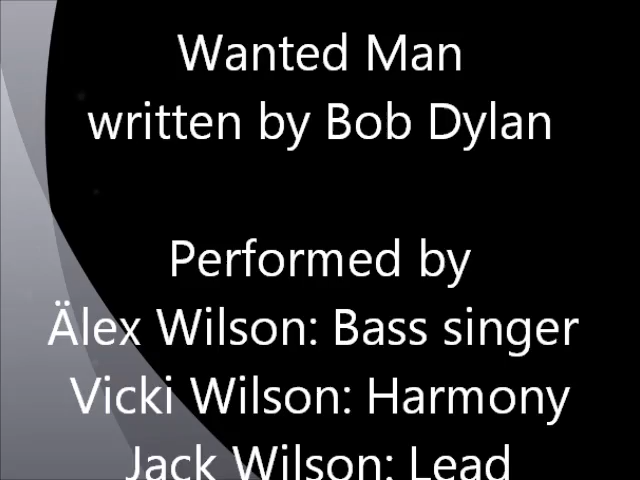 Wanted Man
written by Bob Dylan
Performed by
Älex Wilson: Bass singer
Vicki Wilson: Harmony
Jack Wilson: Lead